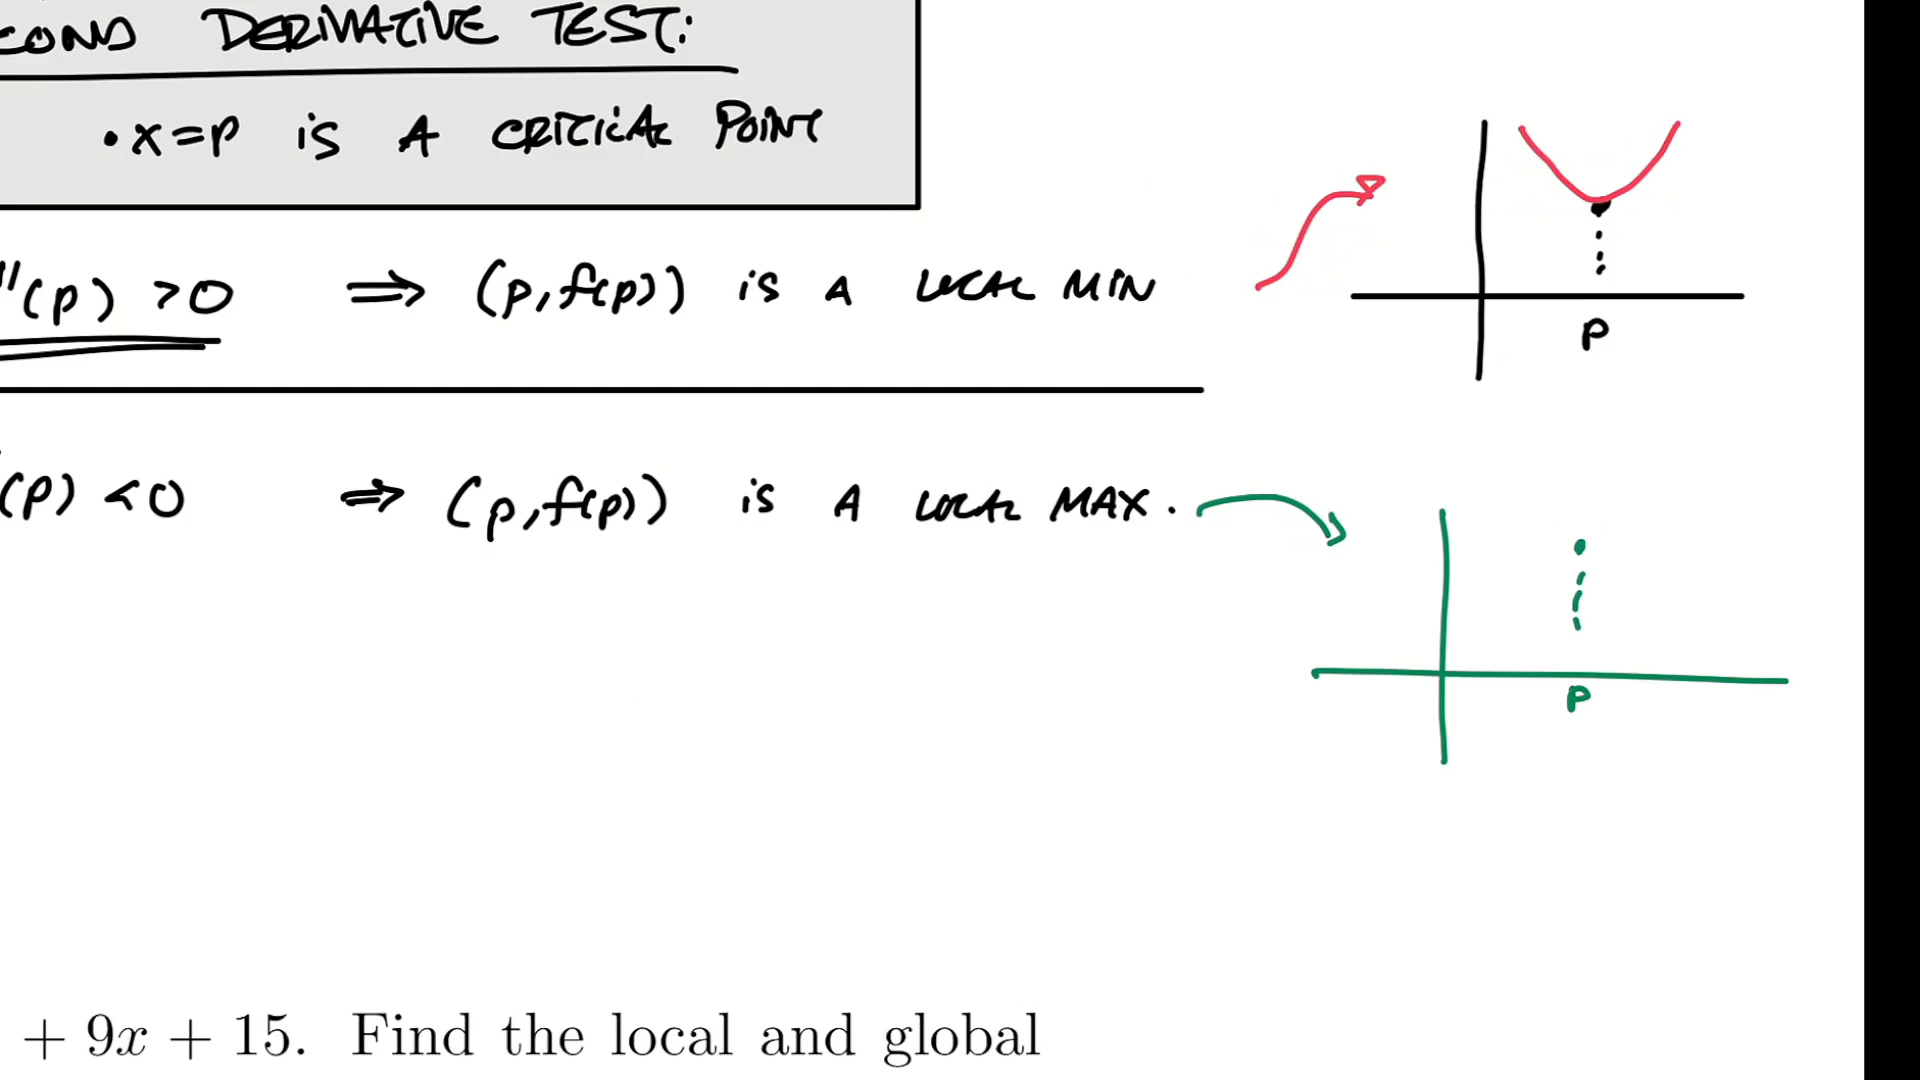 COND DERIVATIVE TEST:
• x=p is A CRITICAL POINT
"(p) >0 ⟹ (p,f(p)) is A LOCAL MIN
P
(p) <0 ⟹ (p,f(p)) is A LOCAL MAX.
P
+ 9x + 15. Find the local and global